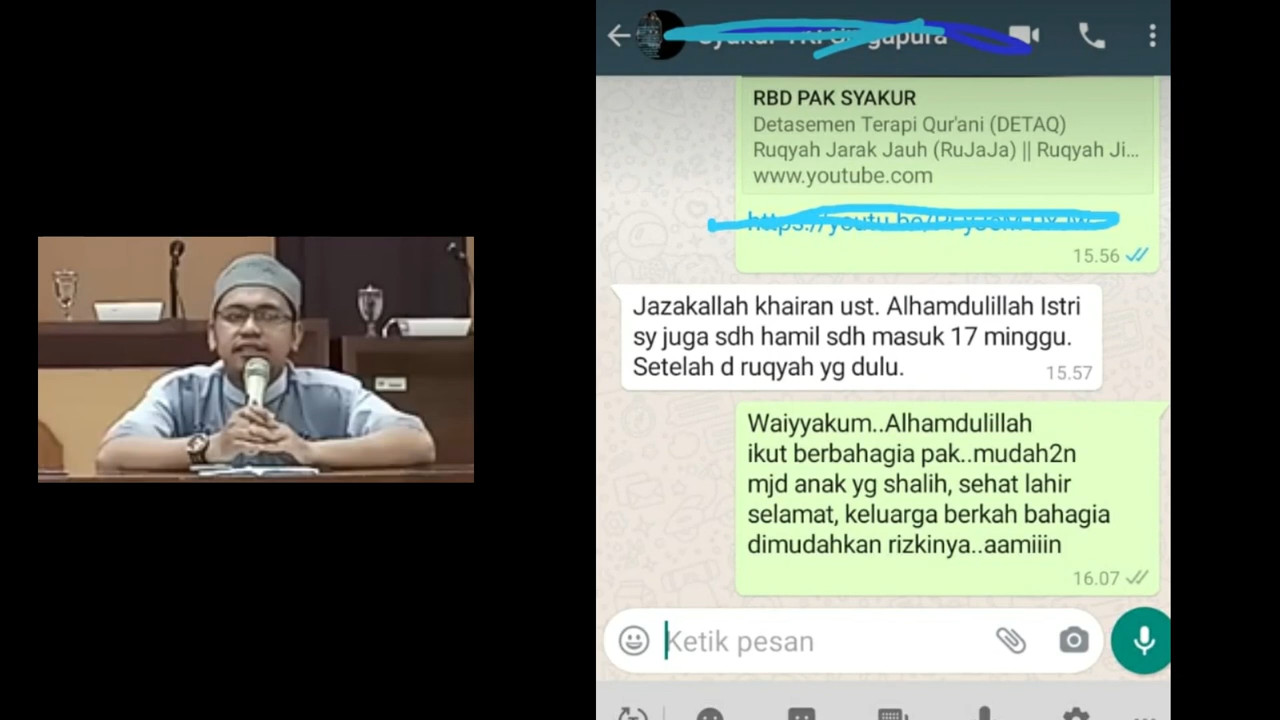 RBD PAK SYAKUR
Detasemen Terapi Qur'ani (DETAQ)
Ruqyah Jarak Jauh (RuJaJa) || Ruqyah Ji...
www.youtube.com
15.56
Jazakallah khairan ust. Alhamdulillah Istri
sy juga sdh hamil sdh masuk 17 minggu.
Setelah d ruqyah yg dulu.
15.57
Waiyyakum..Alhamdulillah
ikut berbahagia pak..mudah2n
mjd anak yg shalih, sehat lahir
selamat, keluarga berkah bahagia
dimudahkan rizkinya..aamiiin
16.07
Ketik pesan